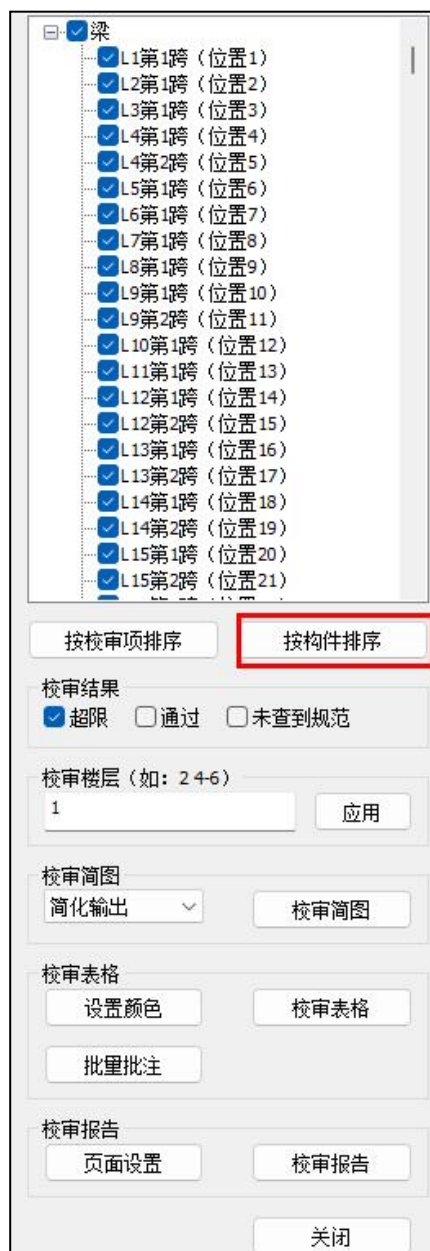 梁
L1第1跨（位置1）
L2第1跨（位置2）
L3第1跨（位置3）
L4第1跨（位置4）
L4第2跨（位置5）
L5第1跨（位置6）
L6第1跨（位置7）
L7第1跨（位置8）
L8第1跨（位置9）
L9第1跨（位置10）
L9第2跨（位置11）
L10第1跨（位置12）
L11第1跨（位置13）
L12第1跨（位置14）
L12第2跨（位置15）
L13第1跨（位置16）
L13第2跨（位置17）
L14第1跨（位置18）
L14第2跨（位置19）
L15第1跨（位置20）
L15第2跨（位置21）
按校审项排序 按构件排序
校审结果
超限 通过 未查到规范
校审楼层（如：2 4-6）
1 应用
校审简图
简化输出 校审简图
校审表格
设置颜色 校审表格
批量批注
校审报告
页面设置 校审报告
关闭